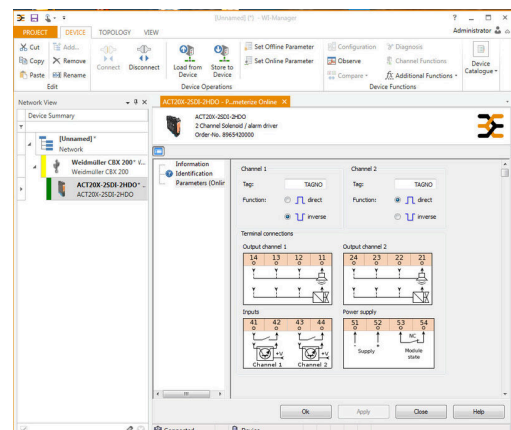 [Unnamed] (*) - WI-Manager
PROJECT DEVICE TOPOLOGY VIEW Administrator
Cut Add...
Copy Remove
Paste Rename
Connect Disconnect
Load from Device
Store to Device
Set Offline Parameter
Set Online Parameter
Configuration Diagnosis
Observe Channel Functions
Compare Additional Functions
Device Catalogue
Edit Device Operations Device Functions
Network View
Device Summary
[Unnamed]*
Network
Weidmüller CBX 200* V...
Weidmüller CBX 200
ACT20X-2SDI-2HDO* ...
ACT20X-2SDI-2HDO
ACT20X-2SDI-2HDO - P...meterize Online
ACT20X-2SDI-2HDO
2 Channel Solenoid / alarm driver
Order-No. 8965420000
Information
Identification
Parameters (Onlir
Channel 1 Channel 2
Tag: TAGNO Tag: TAGNO
Function: direct Function: direct
inverse inverse
Terminal connections
Output channel 1 Output channel 2
14 13 12 11 24 23 22 21
Inputs Power supply
41 42 43 44 51 52 53 54
NC
+V +V
Supply Module state
Channel 1 Channel 2
Ok Apply Close Help
Connected Device